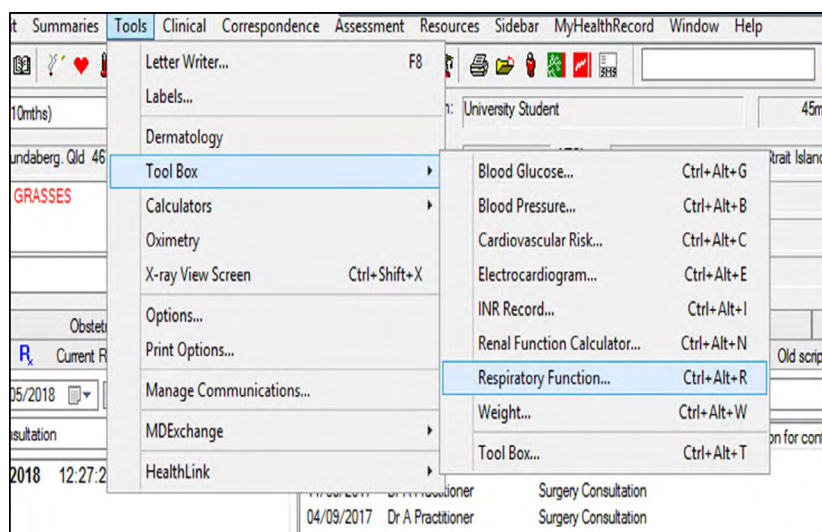 Summaries Tools Clinical Correspondence Assessment Resources Sidebar MyHealthRecord Window Help
Letter Writer... F8
Labels...
10mths)
University Student
45m
Dermatology
undaberg. Qld 46
Strait Islan
Tool Box
Blood Glucose... Ctrl+Alt+G
GRASSES
Calculators
Blood Pressure... Ctrl+Alt+B
Oximetry
Cardiovascular Risk... Ctrl+Alt+C
X-ray View Screen Ctrl+Shift+X
Electrocardiogram... Ctrl+Alt+E
Options...
INR Record... Ctrl+Alt+I
Obstet
Print Options...
Renal Function Calculator... Ctrl+Alt+N
Rx Current R
Old scrip
Manage Communications...
Respiratory Function... Ctrl+Alt+R
05/2018
Weight... Ctrl+Alt+W
nsultation
MDExchange
on for con
Tool Box... Ctrl+Alt+T
2018 12:27:2
HealthLink
Dr A Practitioner Surgery Consultation
04/09/2017 Dr A Practitioner Surgery Consultation